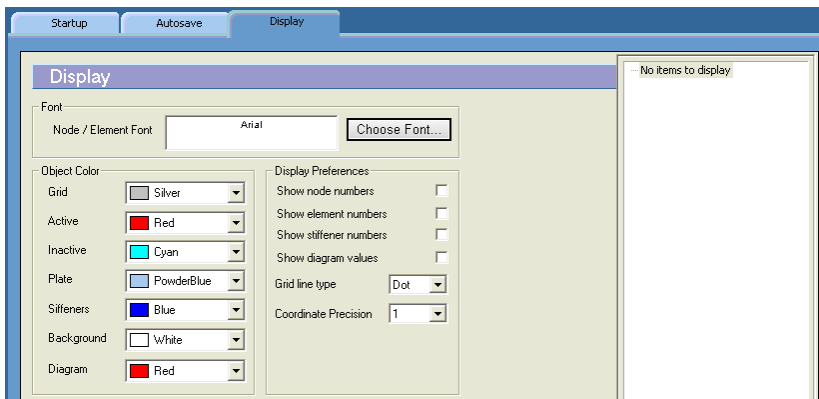 Startup Autosave Display
Display
No items to display
Font
Node / Element Font Arial Choose Font...
Object Color
Grid Silver
Active Red
Inactive Cyan
Plate PowderBlue
Siffeners Blue
Background White
Diagram Red
Display Preferences
Show node numbers
Show element numbers
Show stiffener numbers
Show diagram values
Grid line type Dot
Coordinate Precision 1